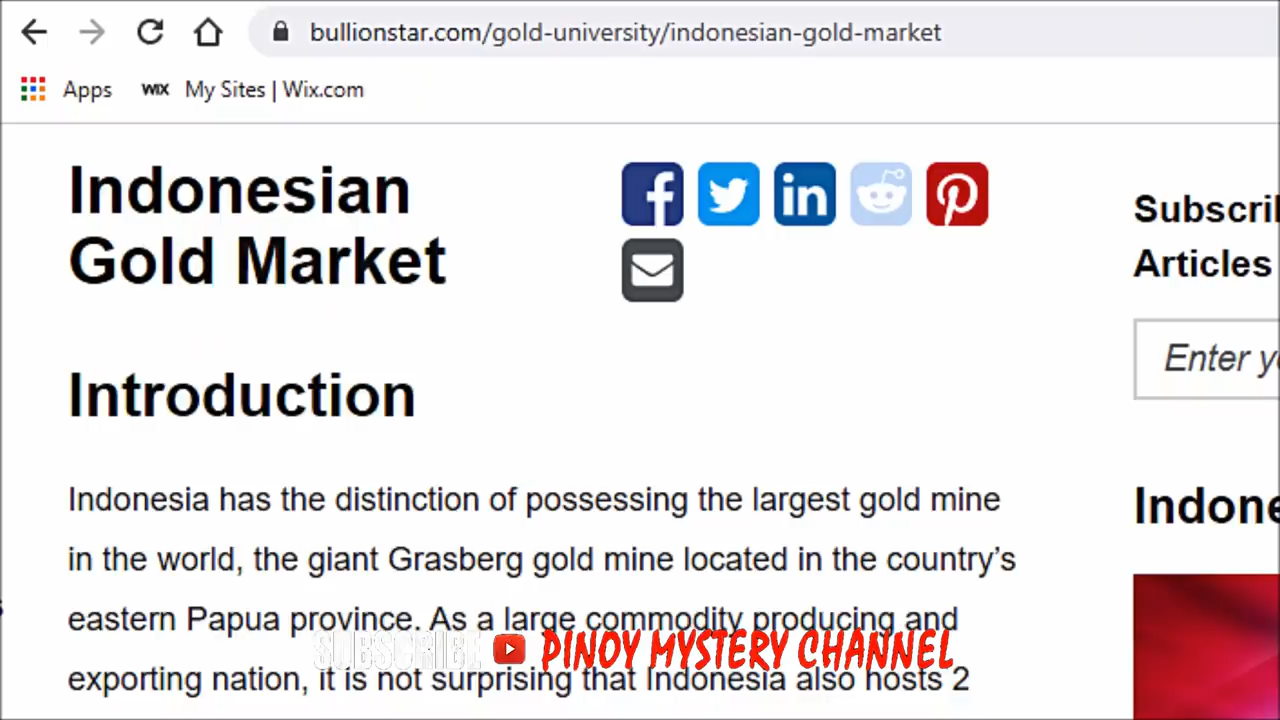 bullionstar.com/gold-university/indonesian-gold-market
Apps WiX My Sites | Wix.com
Indonesian
Gold Market
Introduction
Indonesia has the distinction of possessing the largest gold mine
in the world, the giant Grasberg gold mine located in the country’s
eastern Papua province. As a large commodity producing and
exporting nation, it is not surprising that Indonesia also hosts 2
Articles
Enter
SUBSCRIBE PINOY MYSTERY CHANNEL